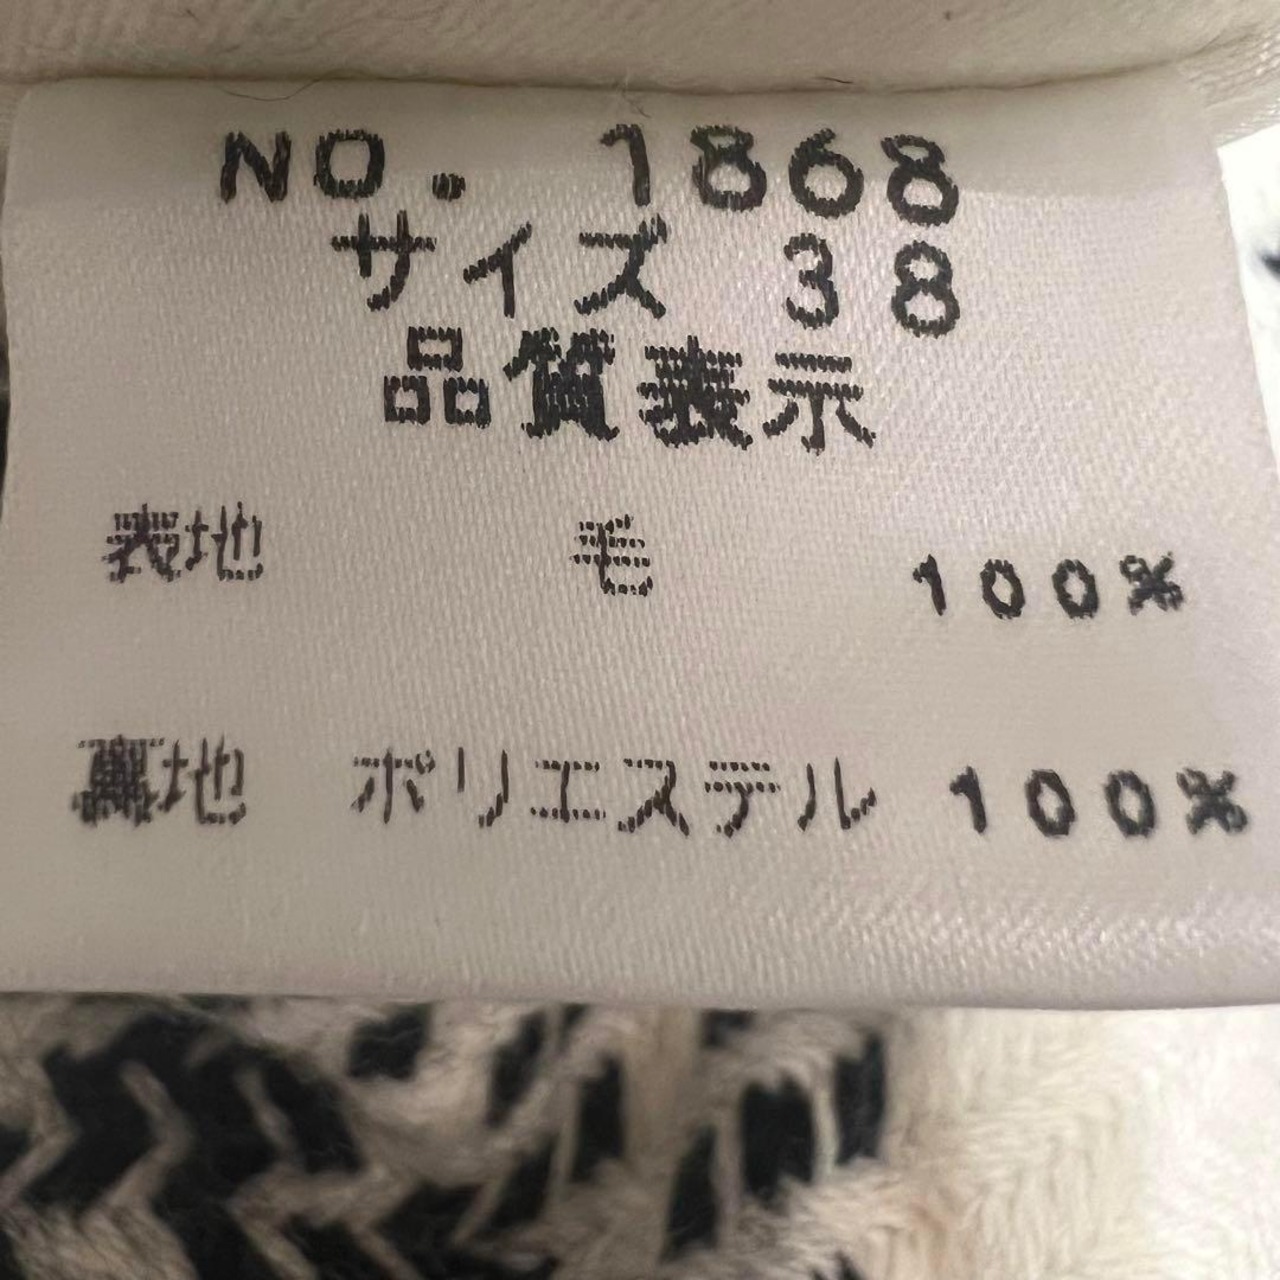 NO. 1868
サイズ 38
品質表示
表地 毛 100%
裏地 ポリエステル 100%